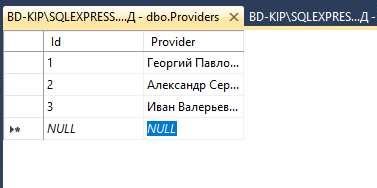 BD-KIP\SQLEXPRESS....Д - dbo.Providers BD-KIP\SQLEXPRES...Д -
Id Provider
1 Георгий Павло...
2 Александр Сер...
3 Иван Валерьев...
NULL NULL